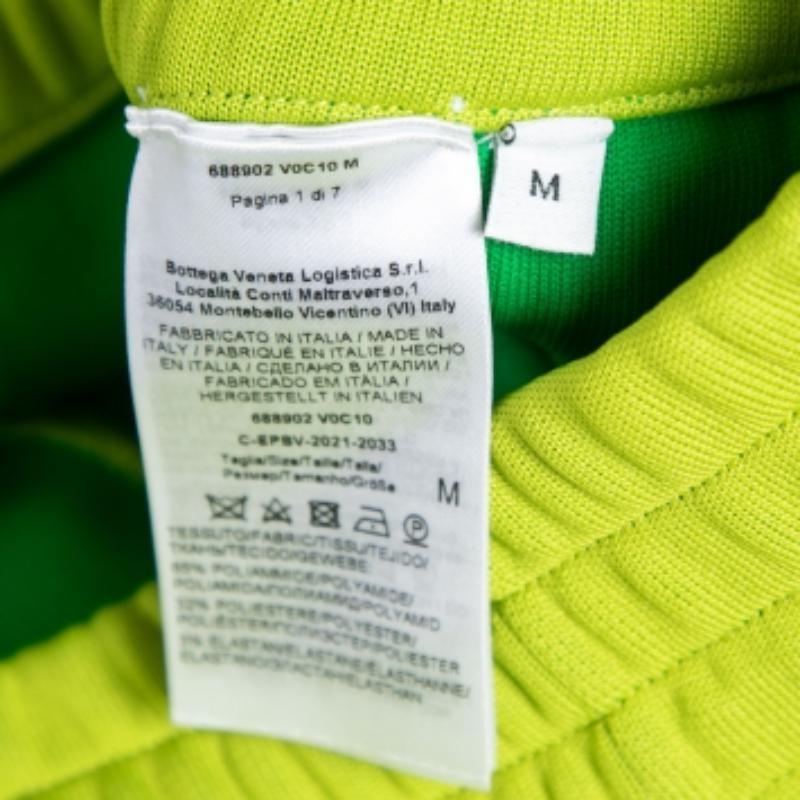 688902 V0C10 M
Pagina 1 di 7
M
Bottega Veneta Logistica S.r.l.
Località Conti Maltraverso,1
36054 Montebello Vicentino (VI) Italy
FABBRICATO IN ITALIA / MADE IN
ITALY / FABRIQUÉ EN ITALIE / HECHO
EN ITALIA / СДЕЛАНО В ИТАЛИИ /
FABRICADO EM ITÁLIA /
HERGESTELLT IN ITALIEN
688902 V0C10
C-EPBV-2021-2033
Taglia/Size/Taille/Talla/
Размер/Tamanho/Größe
M
P
TESSUTO/FABRIC/TISSU/TEJIDO/
ТКАНЬ/TECIDO/GEWEBE:
POLIAMMIDE/POLYAMIDE/
POLIAMIDA/ПОЛИАМИД/POLYAMID
POLIESTERE/POLYESTER/
POLIÉSTER/ПОЛИЭСТЕР/POLIESTER
ELASTAN/ELASTANE/ELASTHANNE/
ELASTANO/ЭЛАСТАН/ELASTHAN